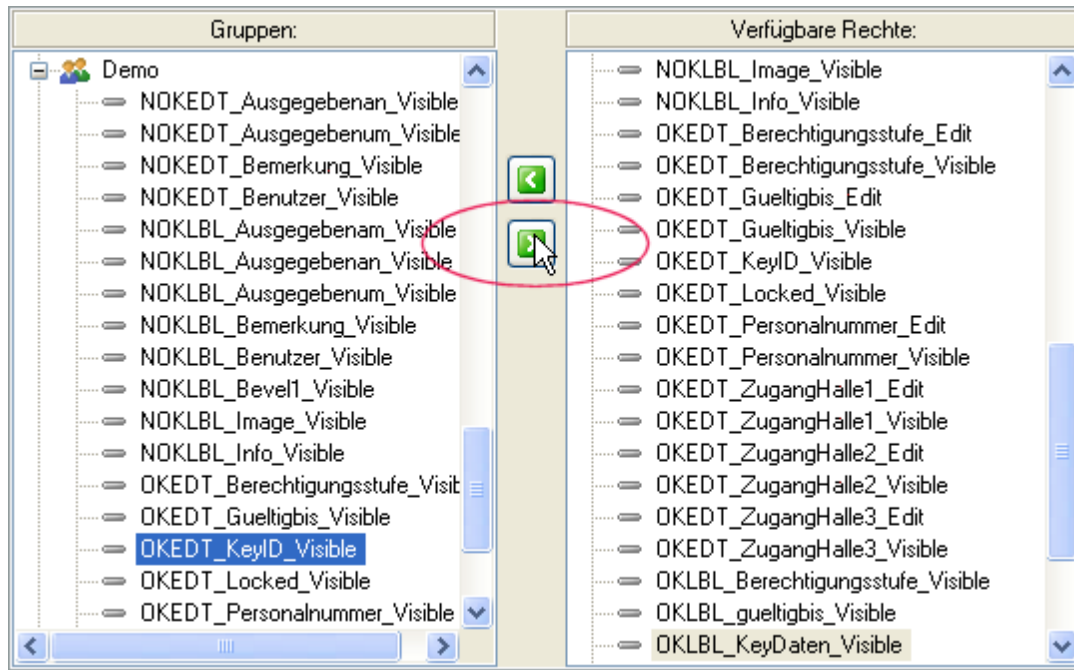 Gruppen:
Demo
NOKEDT_Ausgegebenan_Visible
NOKEDT_Ausgegebenum_Visible
NOKEDT_Bemerkung_Visible
NOKEDT_Benutzer_Visible
NOKLBL_Ausgegebenam_Visible
NOKLBL_Ausgegebenan_Visible
NOKLBL_Ausgegebenum_Visible
NOKLBL_Bemerkung_Visible
NOKLBL_Benutzer_Visible
NOKLBL_Bevel1_Visible
NOKLBL_Image_Visible
NOKLBL_Info_Visible
OKEDT_Berechtigungsstufe_Visib
OKEDT_Gueltigbis_Visible
OKEDT_KeyID_Visible
OKEDT_Locked_Visible
OKEDT_Personalnummer_Visible
Verfügbare Rechte:
NOKLBL_Image_Visible
NOKLBL_Info_Visible
OKEDT_Berechtigungsstufe_Edit
OKEDT_Berechtigungsstufe_Visible
OKEDT_Gueltigbis_Edit
OKEDT_Gueltigbis_Visible
OKEDT_KeyID_Visible
OKEDT_Locked_Visible
OKEDT_Personalnummer_Edit
OKEDT_Personalnummer_Visible
OKEDT_ZugangHalle1_Edit
OKEDT_ZugangHalle1_Visible
OKEDT_ZugangHalle2_Edit
OKEDT_ZugangHalle2_Visible
OKEDT_ZugangHalle3_Edit
OKEDT_ZugangHalle3_Visible
OKLBL_Berechtigungsstufe_Visible
OKLBL_gueltigbis_Visible
OKLBL_KeyDaten_Visible